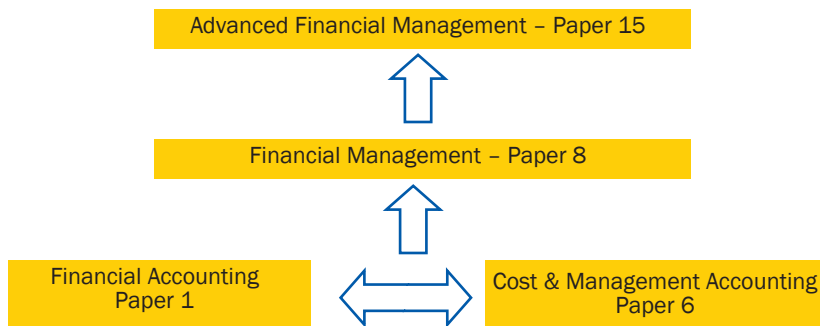 Advanced Financial Management – Paper 15
Financial Management – Paper 8
Financial Accounting
Paper 1
Cost & Management Accounting
Paper 6